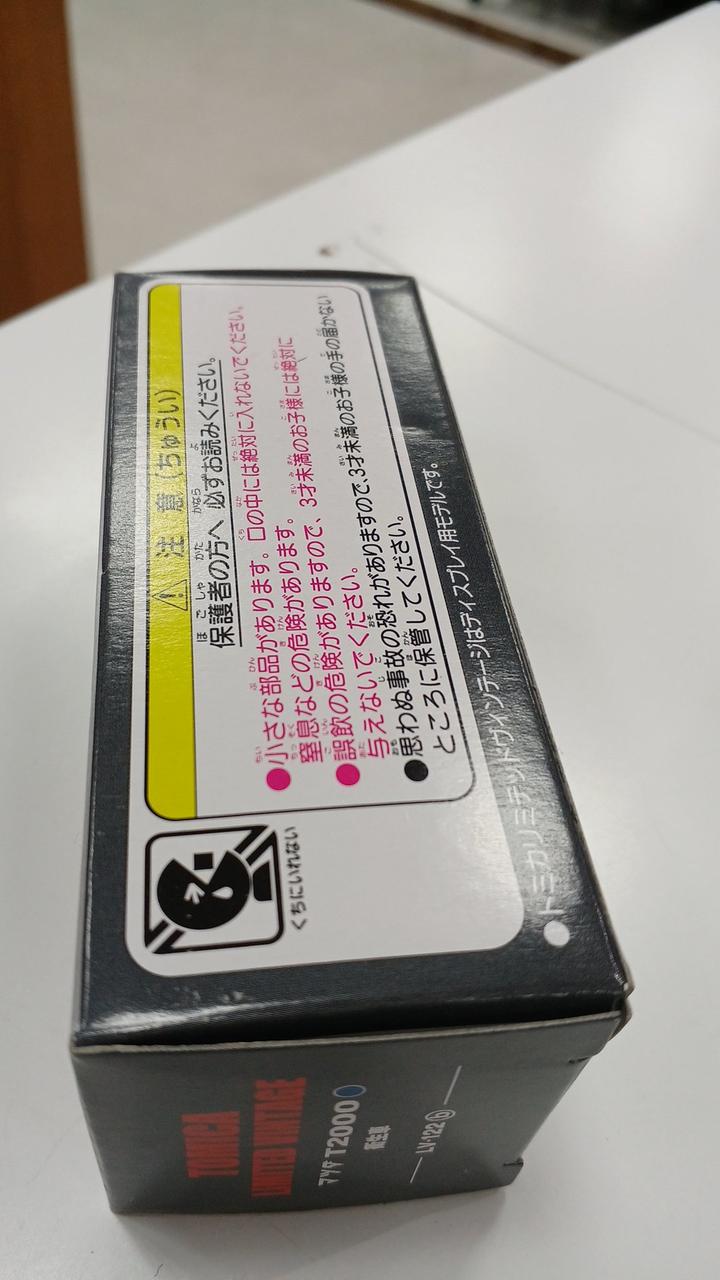 ⚠ 注意（ちゅうい）
保護者の方へ 必ずお読みください。
●小さな部品があります。口の中には絶対に入れないでください。
窒息などの危険があります。
●誤飲の危険がありますので、3才未満のお子様には絶対に
与えないでください。
●思わぬ事故の恐れがありますので、3才未満のお子様の手の届かない
ところに保管してください。
くちにいれない
●トミカリミテッドヴィンテージはディスプレイ用モデルです。
TOMICA
LIMITED VINTAGE
マツダ T2000
衛生車
LV-122 b